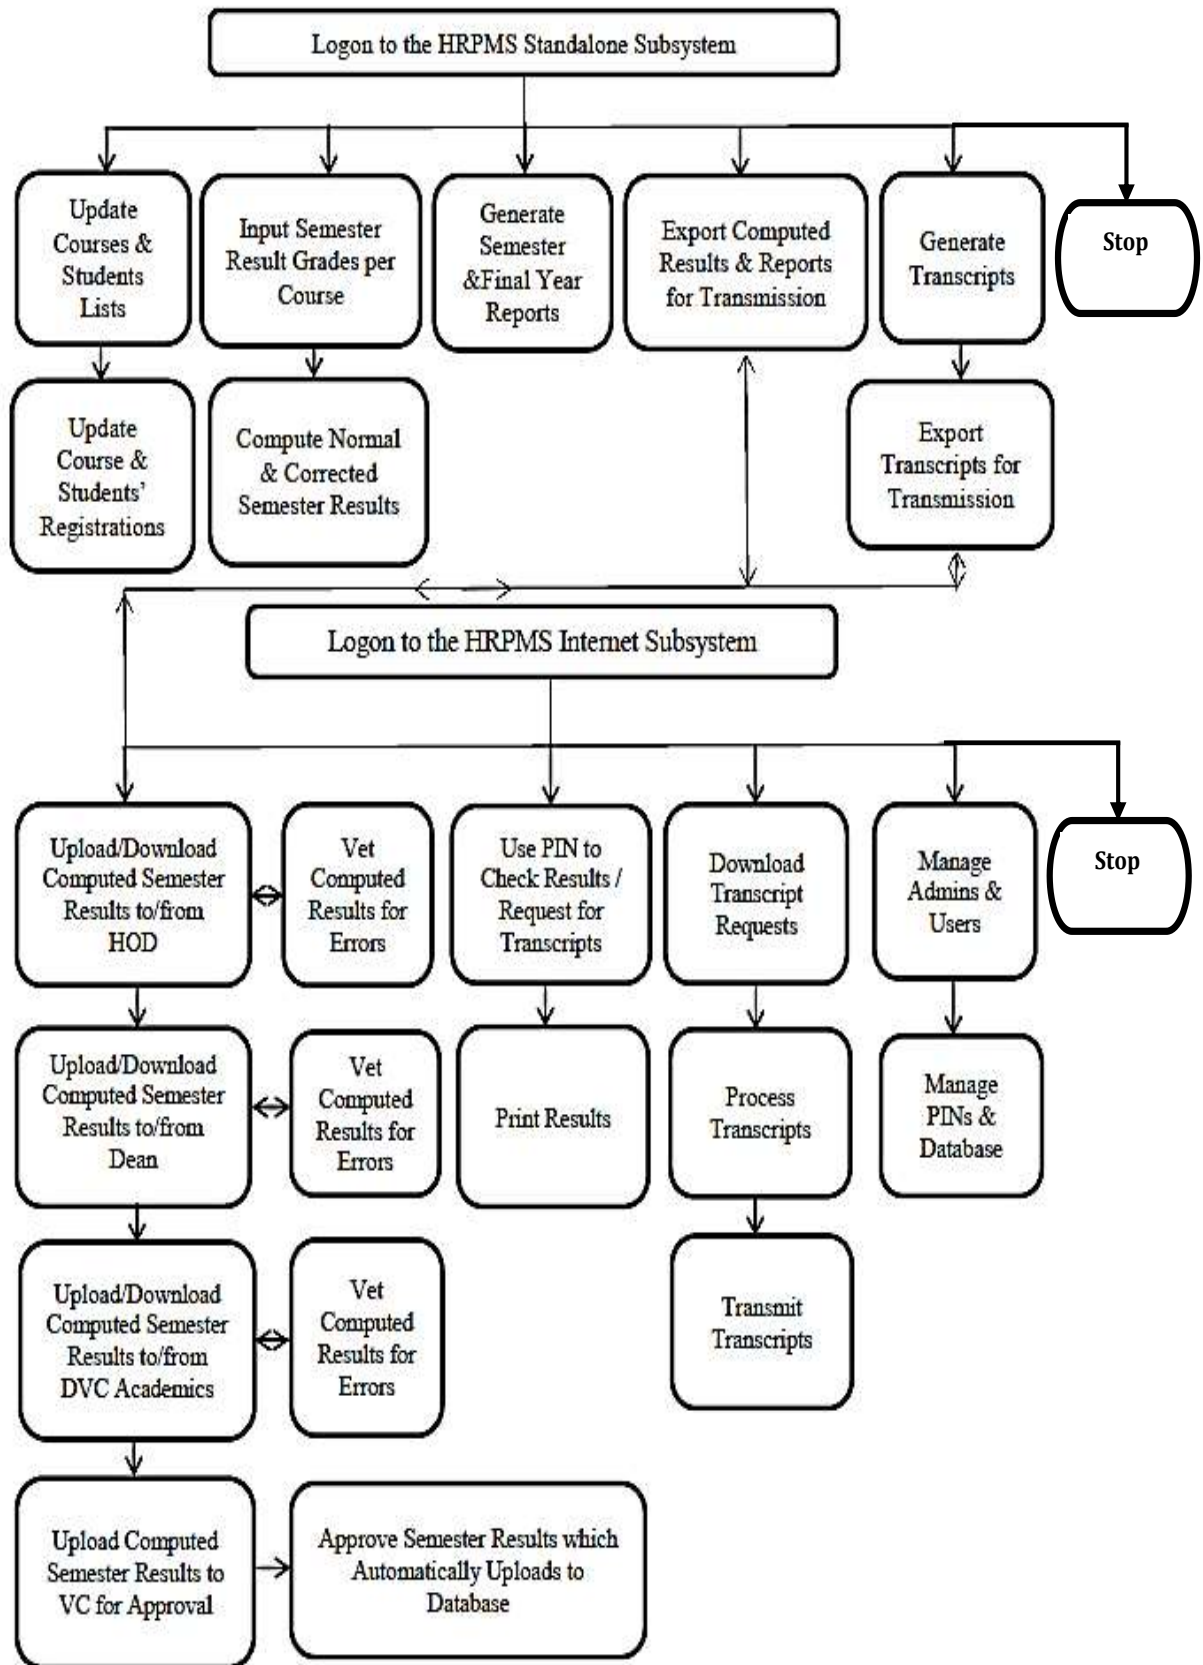 Logon to the HRPMS Standalone Subsystem
Update
Courses &
Students
Lists
Input Semester
Result Grades per
Course
Generate
Semester
&Final Year
Reports
Export Computed
Results & Reports
for Transmission
Generate
Transcripts
Stop
Update
Course &
Students’
Registrations
Compute Normal
& Corrected
Semester Results
Export
Transcripts for
Transmission
Logon to the HRPMS Internet Subsystem
Upload/Download
Computed Semester
Results to/from
HOD
Vet
Computed
Results for
Errors
Use PIN to
Check Results /
Request for
Transcripts
Download
Transcript
Requests
Manage
Admins &
Users
Stop
Upload/Download
Computed Semester
Results to/from
Dean
Vet
Computed
Results for
Errors
Print Results
Process
Transcripts
Manage
PINs &
Database
Upload/Download
Computed Semester
Results to/from
DVC Academics
Vet
Computed
Results for
Errors
Transmit
Transcripts
Upload Computed
Semester Results to
VC for Approval
Approve Semester Results which
Automatically Uploads to
Database